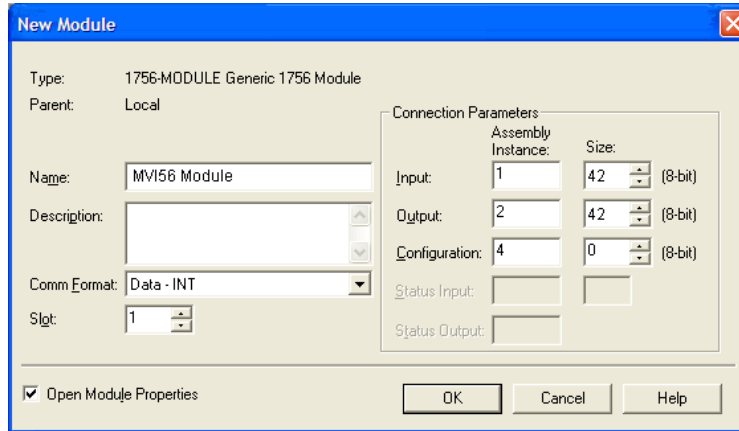 New Module
Type: 1756-MODULE Generic 1756 Module
Parent: Local
Connection Parameters
Assembly
Instance: Size:
Name: MVI56 Module
Input: 1 42 (8-bit)
Description:
Output: 2 42 (8-bit)
Configuration: 4 0 (8-bit)
Comm Format: Data - INT
Status Input:
Slot: 1
Status Output:
Open Module Properties
OK Cancel Help